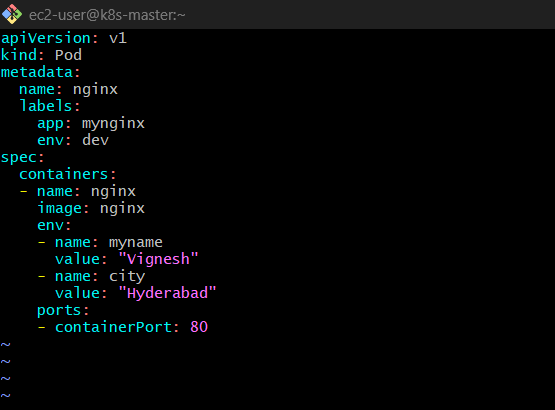 ec2-user@k8s-master:~
apiVersion: v1
kind: Pod
metadata:
  name: nginx
  labels:
    app: mynginx
    env: dev
spec:
  containers:
  - name: nginx
    image: nginx
    env:
    - name: myname
      value: "Vignesh"
    - name: city
      value: "Hyderabad"
    ports:
    - containerPort: 80
~
~
~
~